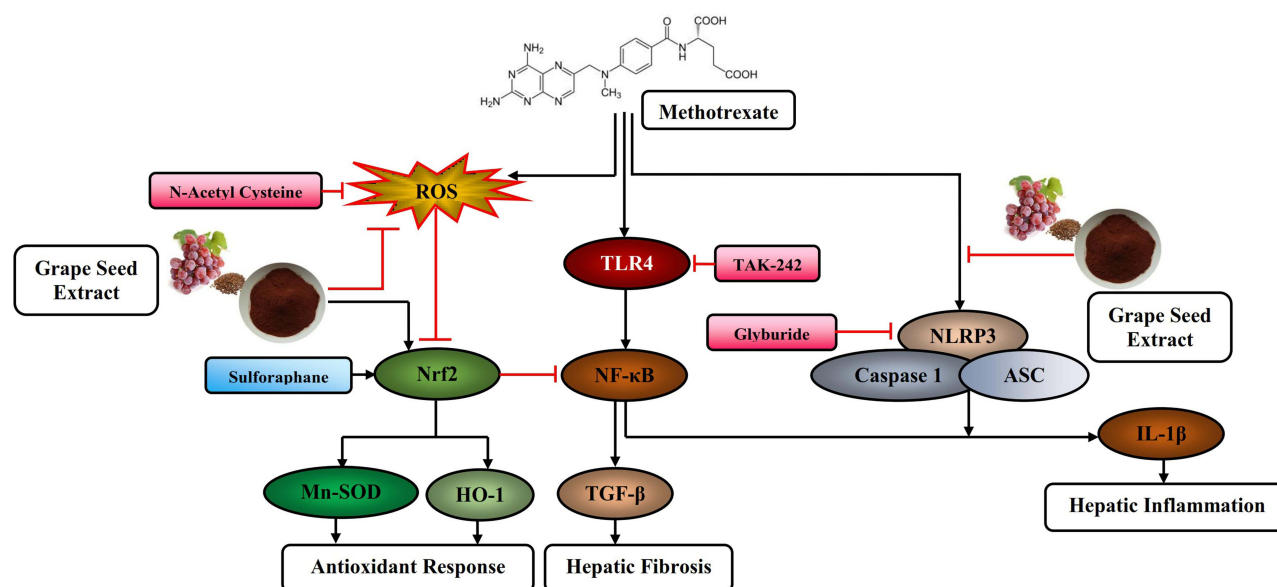 O
COOH
NH₂
N
N
N
H
N
COOH
CH₃
H₂N
N
N
Methotrexate
N-Acetyl Cysteine
ROS
Grape Seed
Extract
TLR4
TAK-242
Grape Seed
Extract
Glyburide
NLRP3
Sulforaphane
Nrf2
NF-κB
Caspase 1
ASC
IL-1β
Mn-SOD
HO-1
TGF-β
Hepatic Inflammation
Antioxidant Response
Hepatic Fibrosis